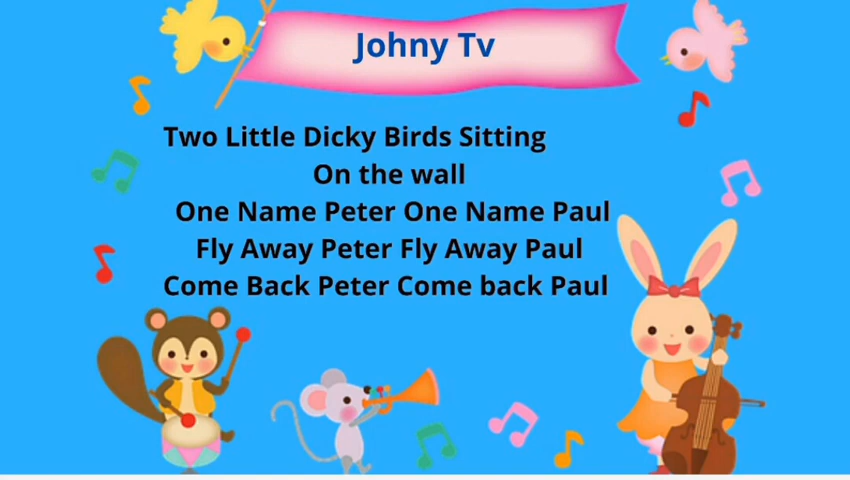 Johny Tv
Two Little Dicky Birds Sitting
On the wall
One Name Peter One Name Paul
Fly Away Peter Fly Away Paul
Come Back Peter Come back Paul